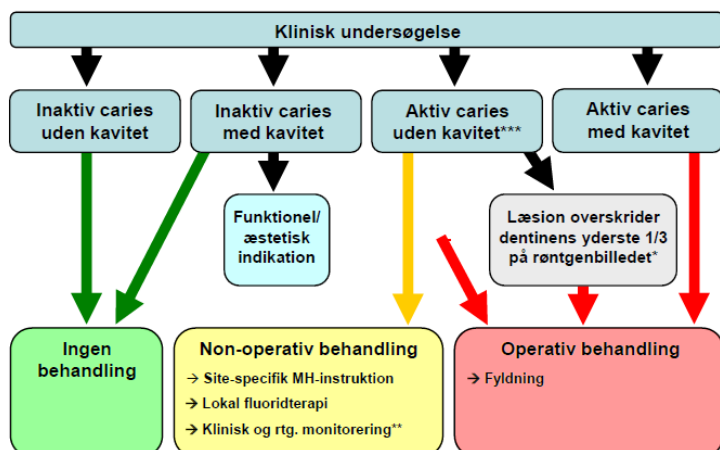 Klinisk undersøgelse
Inaktiv caries
uden kavitet
Inaktiv caries
med kavitet
Aktiv caries
uden kavitet***
Aktiv caries
med kavitet
Funktionel/
æstetisk
indikation
Læsion overskrider
dentinens yderste 1/3
på røntgenbilledet*
Ingen
behandling
Non-operativ behandling
→ Site-specifik MH-instruktion
→ Lokal fluoridterapi
→ Klinisk og rtg. monitorering**
Operativ behandling
→ Fyldning